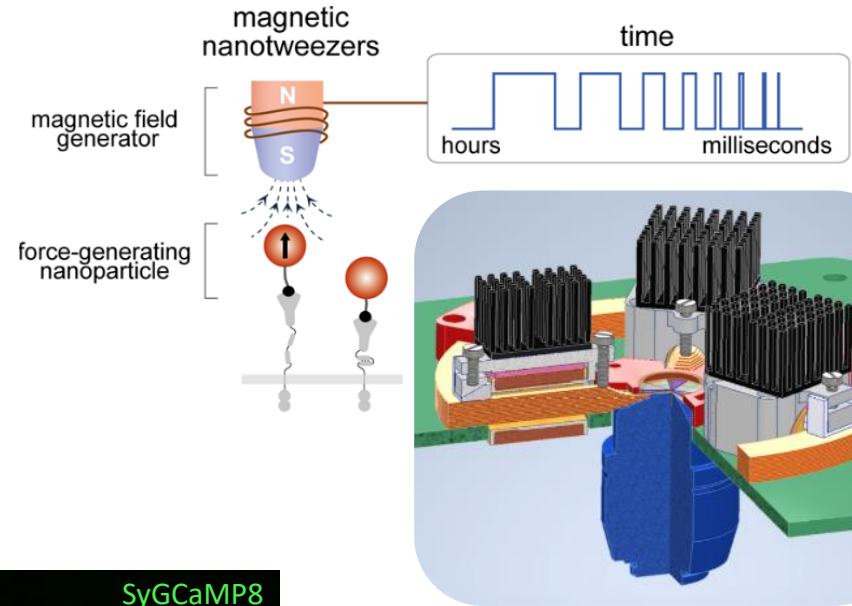 magnetic
nanotweezers
time
magnetic field
generator
N
S
hours
milliseconds
force-generating
nanoparticle
SyGCaMP8